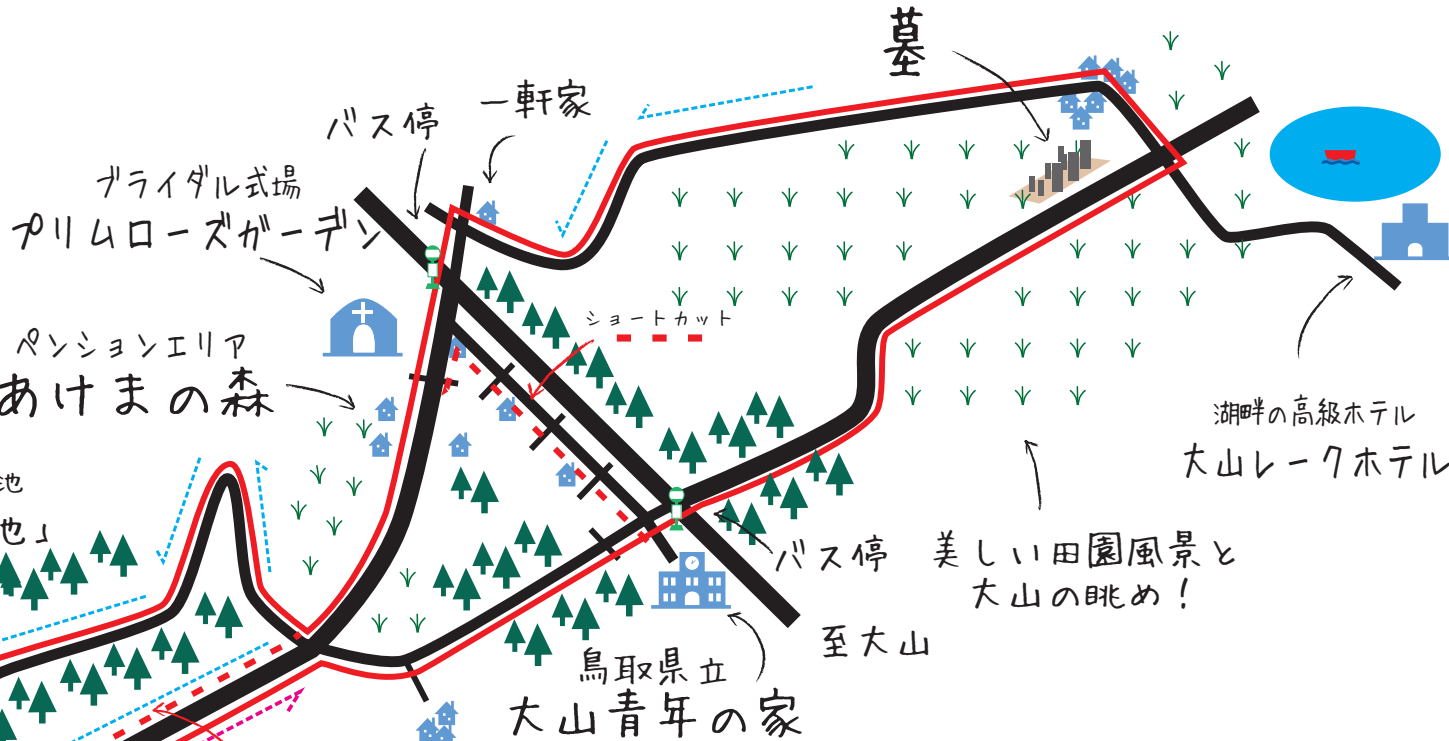 墓
一軒家
バス停
ブライダル式場
プリムローズガーデン
ショートカット
ペンションエリア
あけまの森
湖畔の高級ホテル
大山レークホテル
池
池」
バス停
美しい田園風景と
大山の眺め!
至大山
鳥取県立
大山青年の家